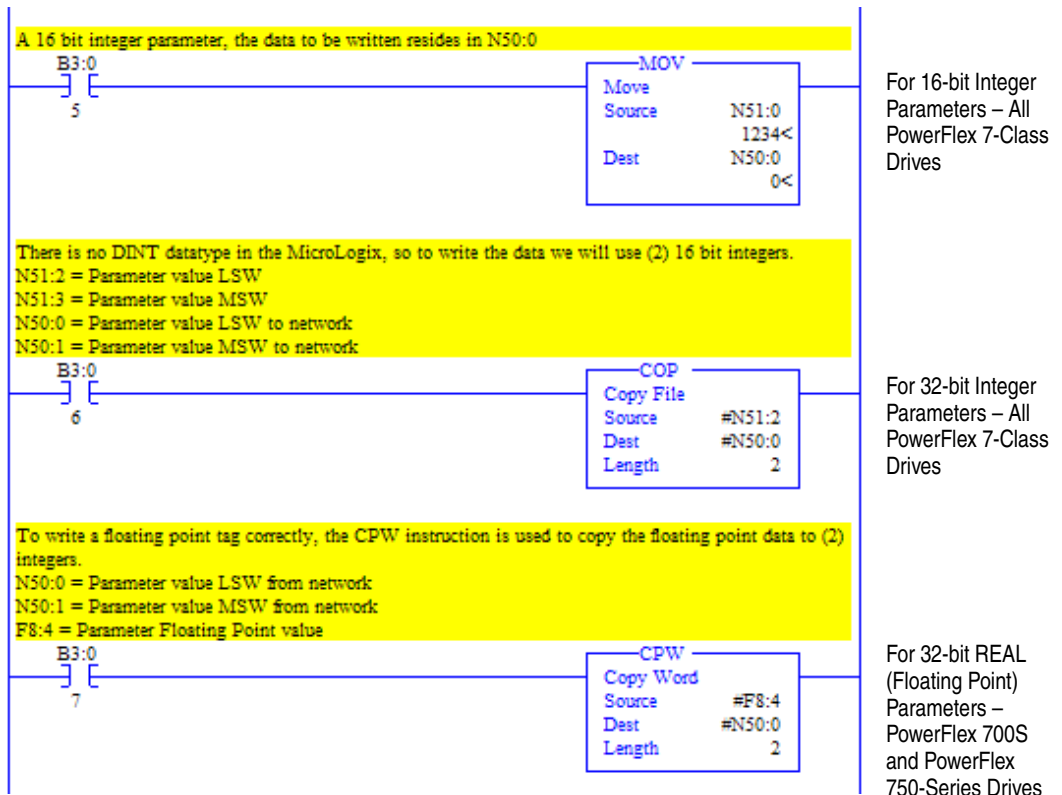 A 16 bit integer parameter, the data to be written resides in N50:0
B3:0
5
MOV
Move
Source N51:0
1234<
Dest N50:0
0<
For 16-bit Integer
Parameters – All
PowerFlex 7-Class
Drives
There is no DINT datatype in the MicroLogix, so to write the data we will use (2) 16 bit integers.
N51:2 = Parameter value LSW
N51:3 = Parameter value MSW
N50:0 = Parameter value LSW to network
N50:1 = Parameter value MSW to network
B3:0
6
COP
Copy File
Source #N51:2
Dest #N50:0
Length 2
For 32-bit Integer
Parameters – All
PowerFlex 7-Class
Drives
To write a floating point tag correctly, the CPW instruction is used to copy the floating point data to (2)
integers.
N50:0 = Parameter value LSW from network
N50:1 = Parameter value MSW from network
F8:4 = Parameter Floating Point value
B3:0
7
CPW
Copy Word
Source #F8:4
Dest #N50:0
Length 2
For 32-bit REAL
(Floating Point)
Parameters –
PowerFlex 700S
and PowerFlex
750-Series Drives